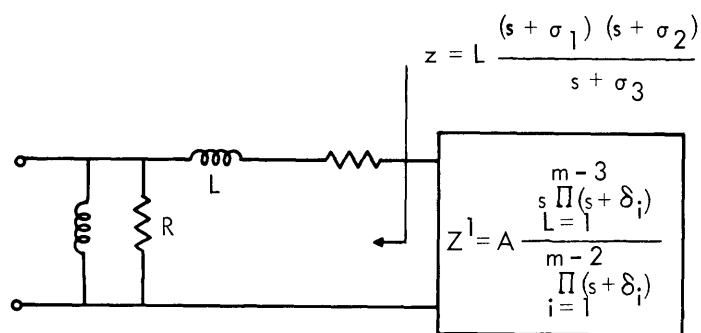 z = L (s + σ₁) (s + σ₂) / s + σ₃
L
R
Z¹ = A
m - 3
s Π (s + δᵢ)
L = 1
m - 2
Π (s + δᵢ)
i = 1